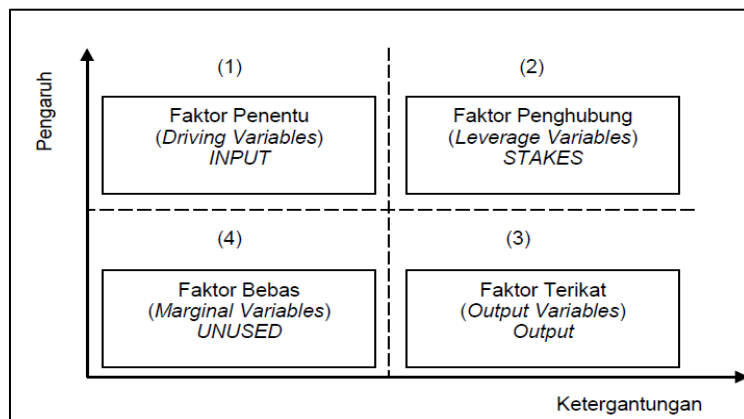 Pengaruh
(1)
Faktor Penentu
(Driving Variables)
INPUT
(2)
Faktor Penghubung
(Leverage Variables)
STAKES
(4)
Faktor Bebas
(Marginal Variables)
UNUSED
(3)
Faktor Terikat
(Output Variables)
Output
Ketergantungan